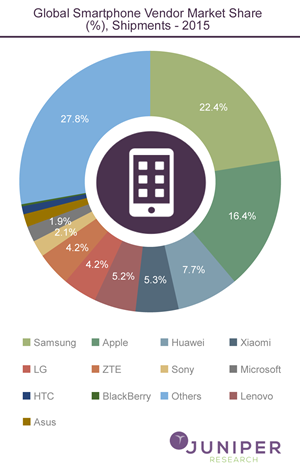 Global Smartphone Vendor Market Share
(%), Shipments - 2015
27.8%
22.4%
16.4%
7.7%
5.3%
5.2%
4.2%
4.2%
2.1%
1.9%
Samsung Apple Huawei Xiaomi
LG ZTE Sony Microsoft
HTC BlackBerry Others Lenovo
Asus
JUNIPER
RESEARCH